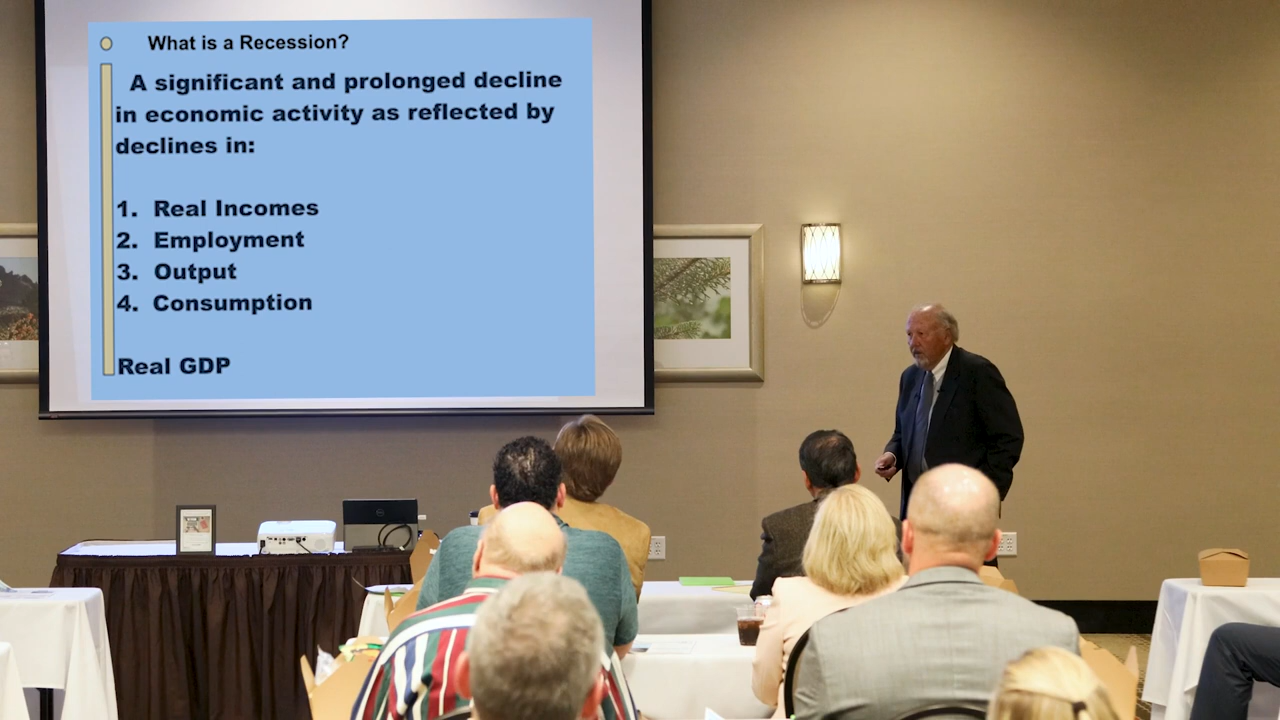 What is a Recession?
A significant and prolonged decline
in economic activity as reflected by
declines in:
1. Real Incomes
2. Employment
3. Output
4. Consumption
Real GDP